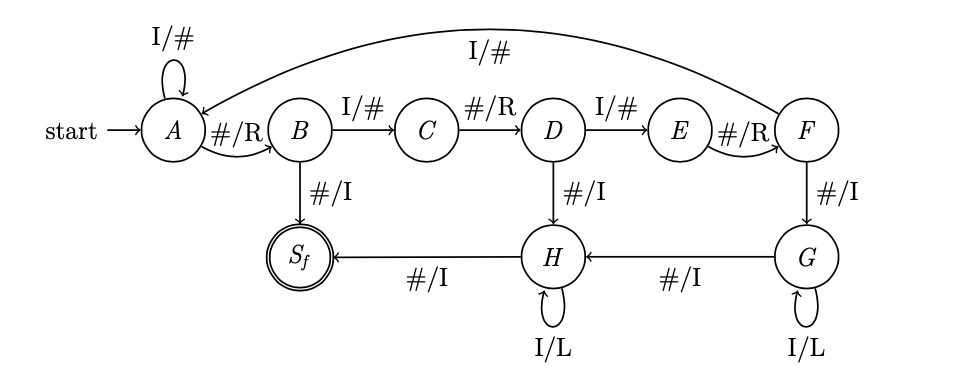 I/#
I/#
start A #/R B I/# C #/R D I/# E #/R F
#/I #/I #/I
S_f #/I H #/I G
I/L I/L